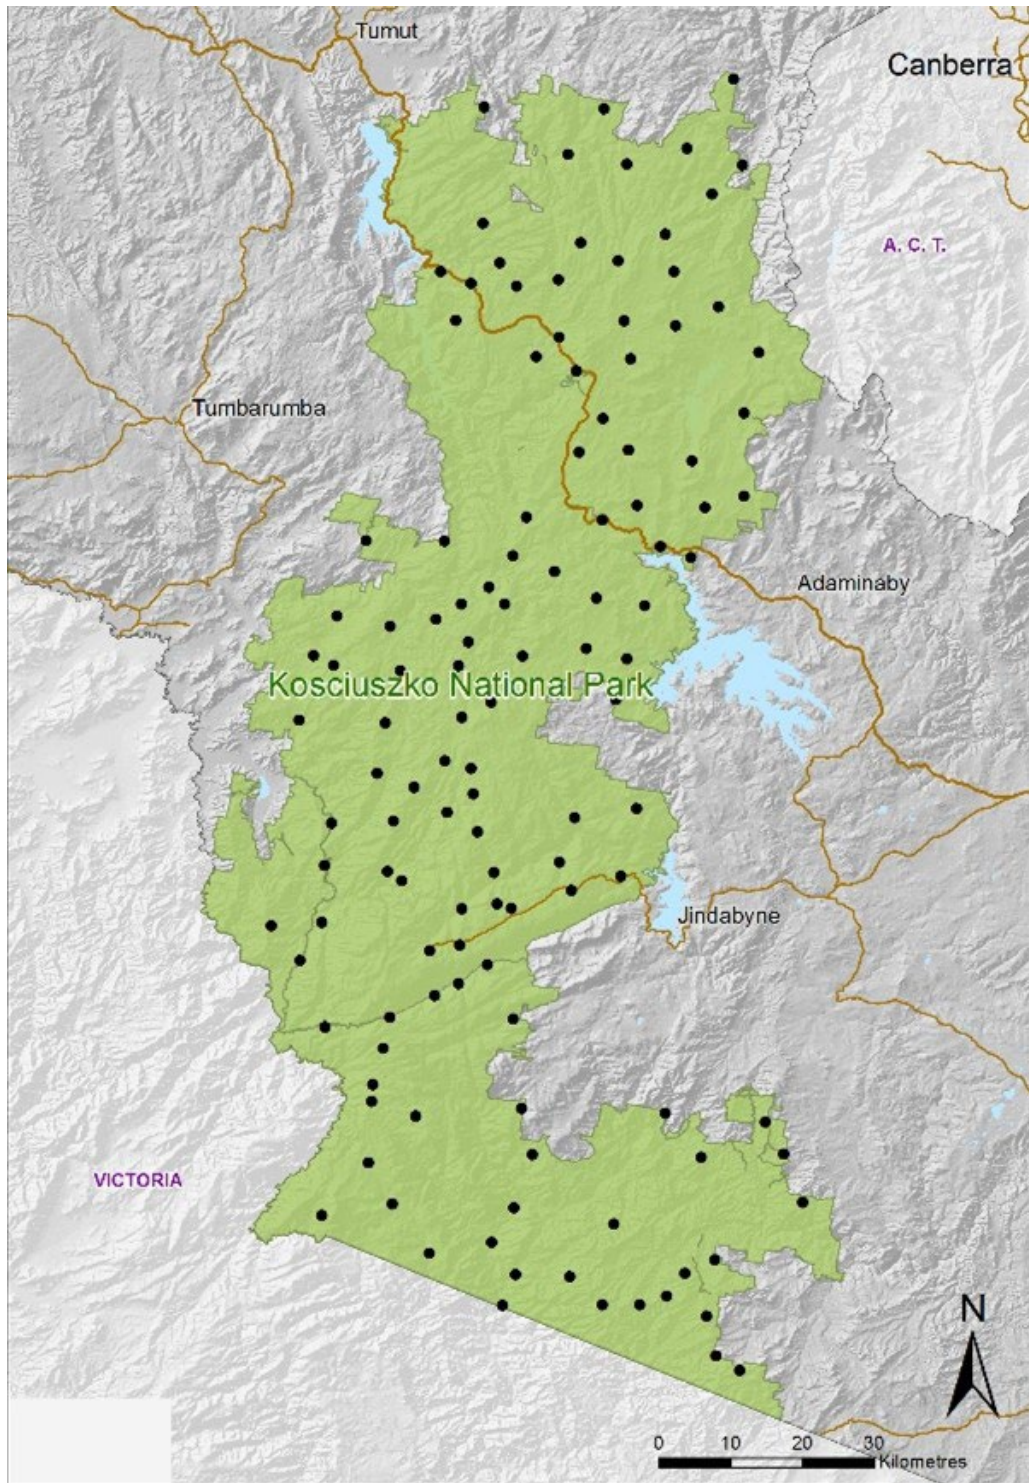 Tumut
Canberra
A. C. T.
Tumbarumba
Adaminaby
Kosciuszko National Park
Jindabyne
VICTORIA
N
0 10 20 30
Kilometres